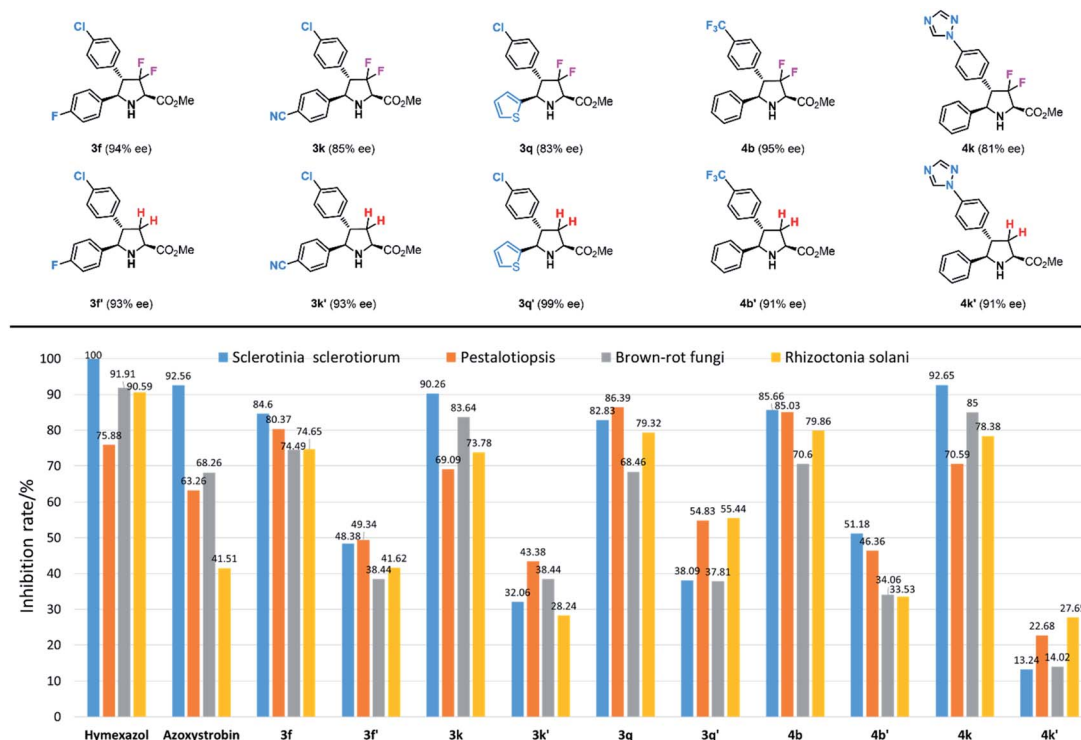 Cl
F F
F
N
H
CO₂Me
3f (94% ee)
Cl
F F
NC
N
H
CO₂Me
3k (85% ee)
Cl
F F
S
N
H
CO₂Me
3q (83% ee)
F₃C
F F
N
H
CO₂Me
4b (95% ee)
N N
N
F F
N
H
CO₂Me
4k (81% ee)
Cl
H H
F
N
H
CO₂Me
3f' (93% ee)
Cl
H H
NC
N
H
CO₂Me
3k' (93% ee)
Cl
H H
S
N
H
CO₂Me
3q' (99% ee)
F₃C
H H
N
H
CO₂Me
4b' (91% ee)
N N
N
H H
N
H
CO₂Me
4k' (91% ee)
Sclerotinia sclerotiorum Pestalotiopsis Brown-rot fungi Rhizoctonia solani
Inhibition rate/%
100
90
80
70
60
50
40
30
20
10
0
100 75.88 91.91 90.59
92.56 63.26 68.26 41.51
84.6 80.37 74.49 74.65
48.38 49.34 38.44 41.62
90.26 69.09 83.64 73.78
32.06 43.38 38.44 28.24
82.83 86.39 68.46 79.32
38.09 54.83 37.81 55.44
85.66 85.03 70.6 79.86
51.18 46.36 34.06 33.53
92.65 70.59 85 78.38
13.24 22.68 14.02 27.65
Hymexazol Azoxystrobin 3f 3f' 3k 3k' 3q 3q' 4b 4b' 4k 4k'